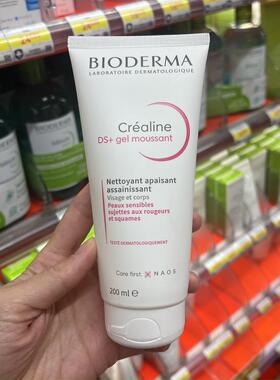 BIODERMA
LABORATOIRE DERMATOLOGIQUE
Créaline
DS+ gel moussant
Nettoyant apaisant
assainissant
Visage et corps
Peaux sensibles
sujettes aux rougeurs
et squames
TESTÉ DERMATOLOGIQUEMENT
Care first.
NAOS
200 ml e